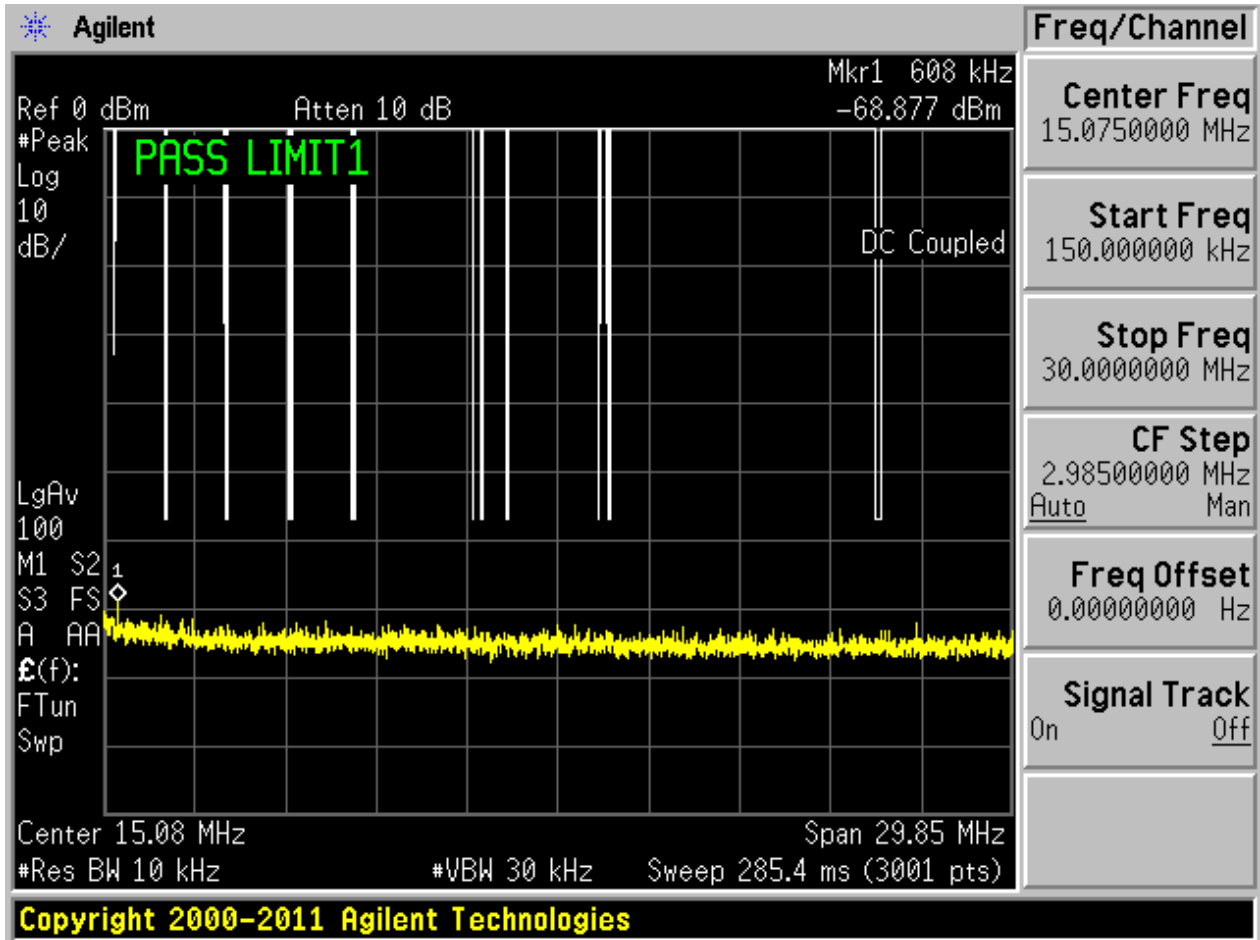 Agilent
Freq/Channel
Mkr1 608 kHz
Ref 0 dBm Atten 10 dB -68.877 dBm
#Peak
Log
10
dB/
PASS LIMIT1
DC Coupled
LgAv
100
M1 S2
S3 FS
A AA
£(f):
FTun
Swp
1
Center 15.08 MHz Span 29.85 MHz
#Res BW 10 kHz #VBW 30 kHz Sweep 285.4 ms (3001 pts)
Copyright 2000-2011 Agilent Technologies
Center Freq
15.0750000 MHz
Start Freq
150.000000 kHz
Stop Freq
30.0000000 MHz
CF Step
2.98500000 MHz
Auto Man
Freq Offset
0.00000000 Hz
Signal Track
On Off